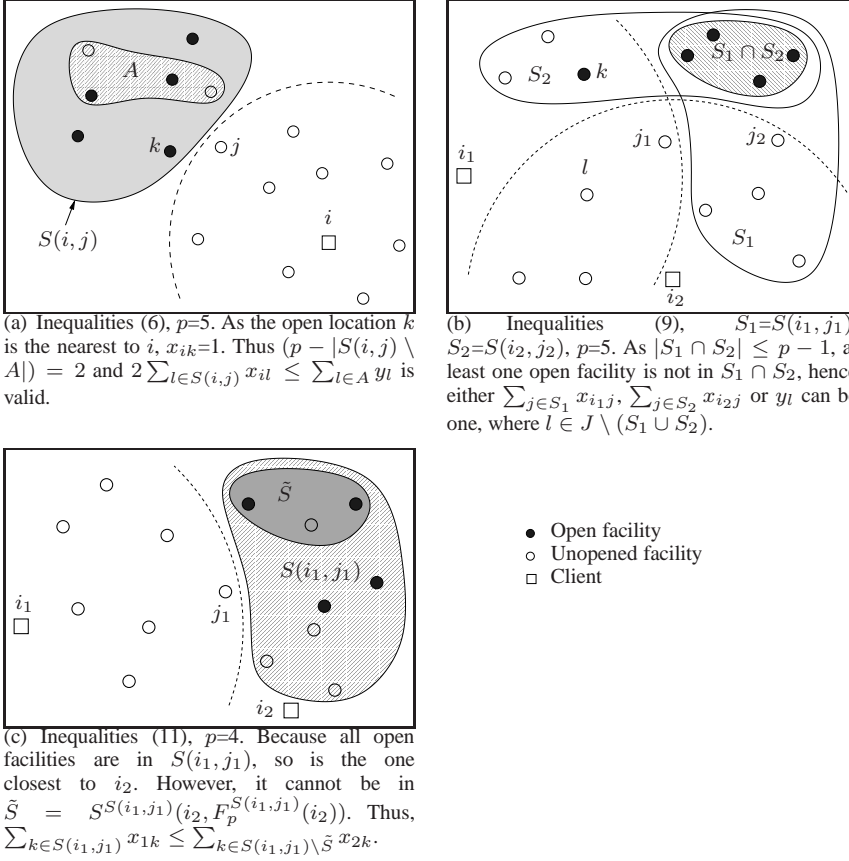 A
k
j
i
S(i, j)
(a) Inequalities (6), p=5. As the open location k
is the nearest to i, x_{ik}=1. Thus (p − |S(i, j) \
A|) = 2 and 2 ∑_{l∈S(i,j)} x_{il} ≤ ∑_{l∈A} y_l is
valid.
S_1 ∩ S_2
S_2
k
j_1
j_2
i_1
l
S_1
i_2
(b) Inequalities (9), S_1=S(i_1, j_1)
S_2=S(i_2, j_2), p=5. As |S_1 ∩ S_2| ≤ p − 1, a
least one open facility is not in S_1 ∩ S_2, hence
either ∑_{j∈S_1} x_{i_1j}, ∑_{j∈S_2} x_{i_2j} or y_l can be
one, where l ∈ J \ (S_1 ∪ S_2).
S̃
S(i_1, j_1)
i_1
j_1
i_2
Open facility
Unopened facility
Client
(c) Inequalities (11), p=4. Because all open
facilities are in S(i_1, j_1), so is the one
closest to i_2. However, it cannot be in
S̃ = S^{S(i_1,j_1)}(i_2, F_p^{S(i_1,j_1)}(i_2)). Thus,
∑_{k∈S(i_1,j_1)} x_{1k} ≤ ∑_{k∈S(i_1,j_1)\S̃} x_{2k}.